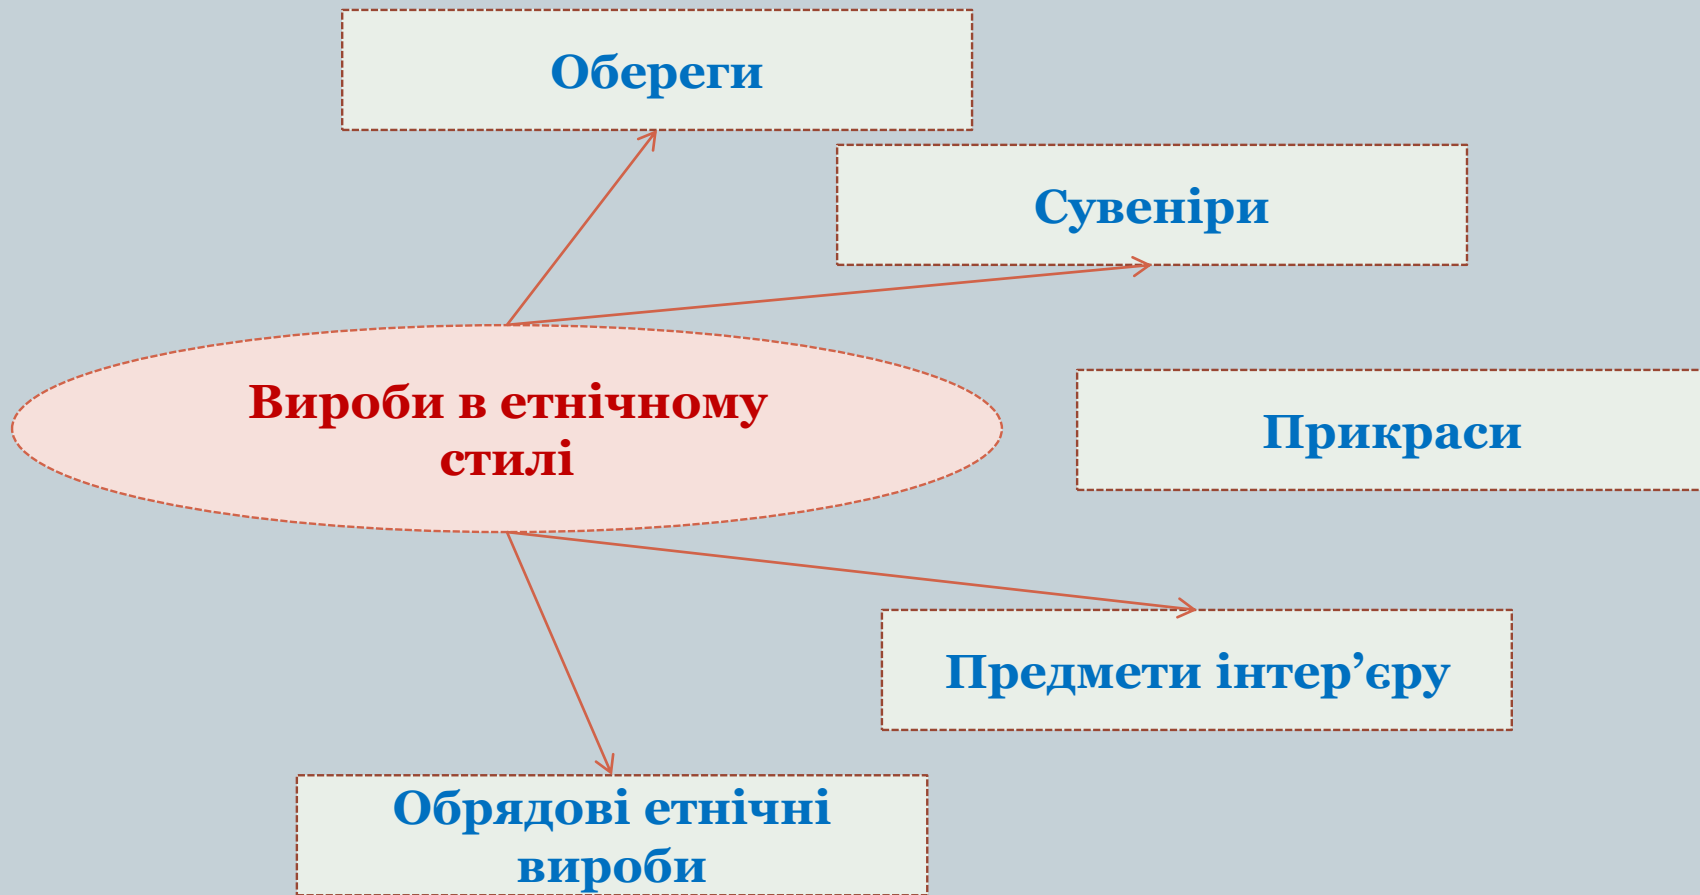 Обереги
Сувеніри
Вироби в етнічному
стилі
Прикраси
Предмети інтер’єру
Обрядові етнічні
вироби